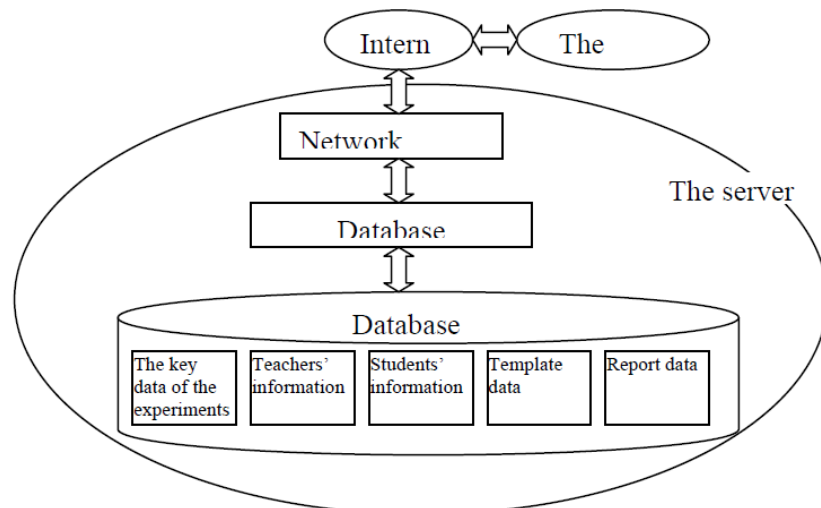 Intern
The
Network
The server
Database
Database
The key
data of the
experiments
Teachers’
information
Students’
information
Template
data
Report data